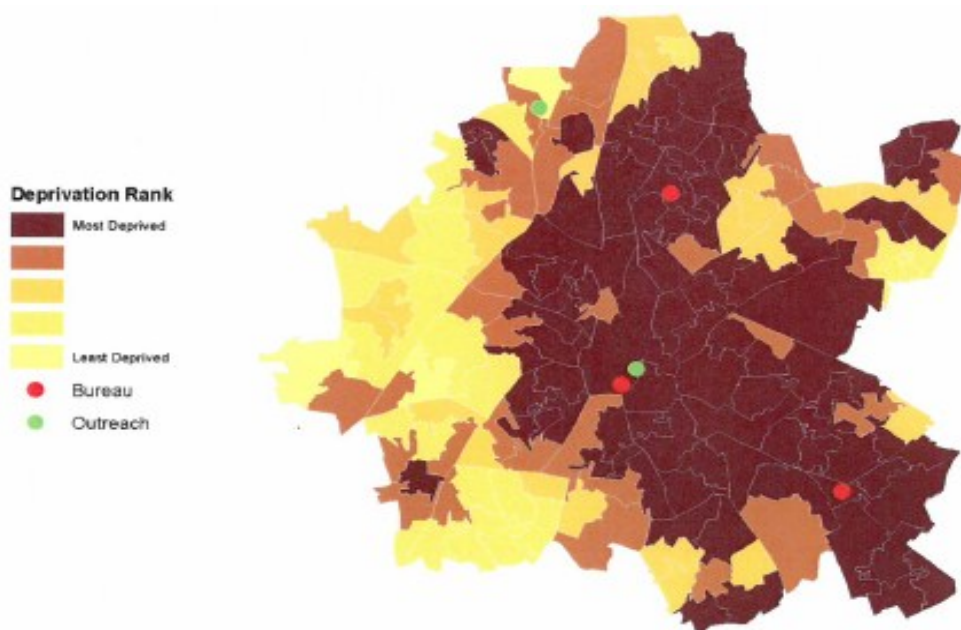 Deprivation Rank
Most Deprived
Least Deprived
Bureau
Outreach